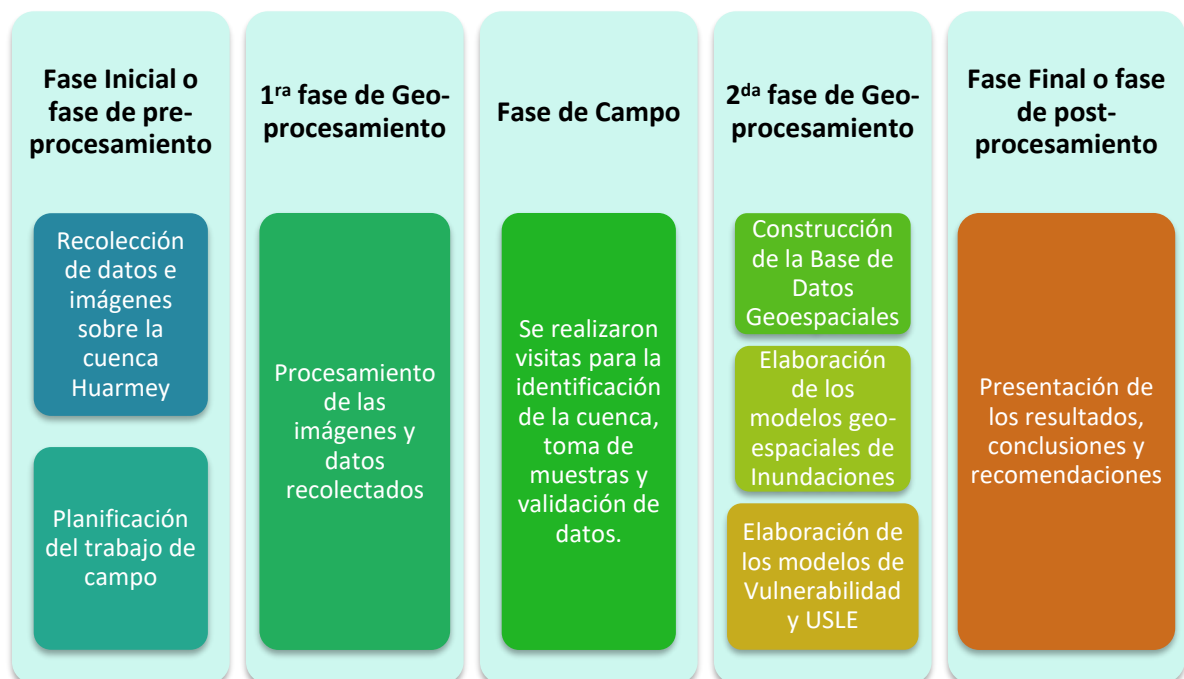 Fase Inicial o
fase de pre-
procesamiento
Recolección
de datos e
imágenes
sobre la
cuenca
Huarmey
Planificación
del trabajo de
campo
1ra fase de Geo-
procesamiento
Procesamiento
de las
imágenes y
datos
recolectados
Fase de Campo
Se realizaron
visitas para la
identificación
de la cuenca,
toma de
muestras y
validación de
datos.
2da fase de Geo-
procesamiento
Construcción
de la Base de
Datos
Geoespaciales
Elaboración
de los
modelos geo-
espaciales de
Inundaciones
Elaboración de
los modelos de
Vulnerabilidad
y USLE
Fase Final o fase
de post-
procesamiento
Presentación de
los resultados,
conclusiones y
recomendaciones